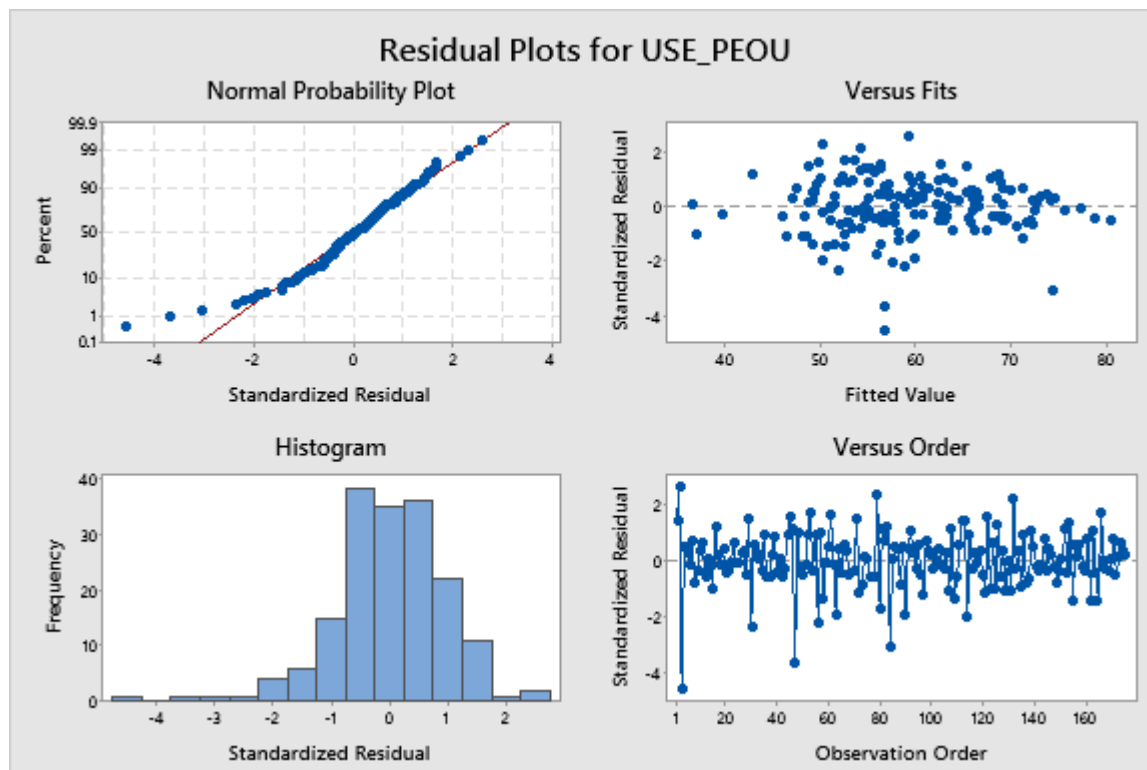 Residual Plots for USE_PEOU
Normal Probability Plot
Percent
99.9
99
90
50
10
1
0.1
-4 -2 0 2 4
Standardized Residual
Versus Fits
Standardized Residual
2
0
-2
-4
40 50 60 70 80
Fitted Value
Histogram
Frequency
40
30
20
10
0
-4 -3 -2 -1 0 1 2
Standardized Residual
Versus Order
Standardized Residual
2
0
-2
-4
1 20 40 60 80 100 120 140 160
Observation Order